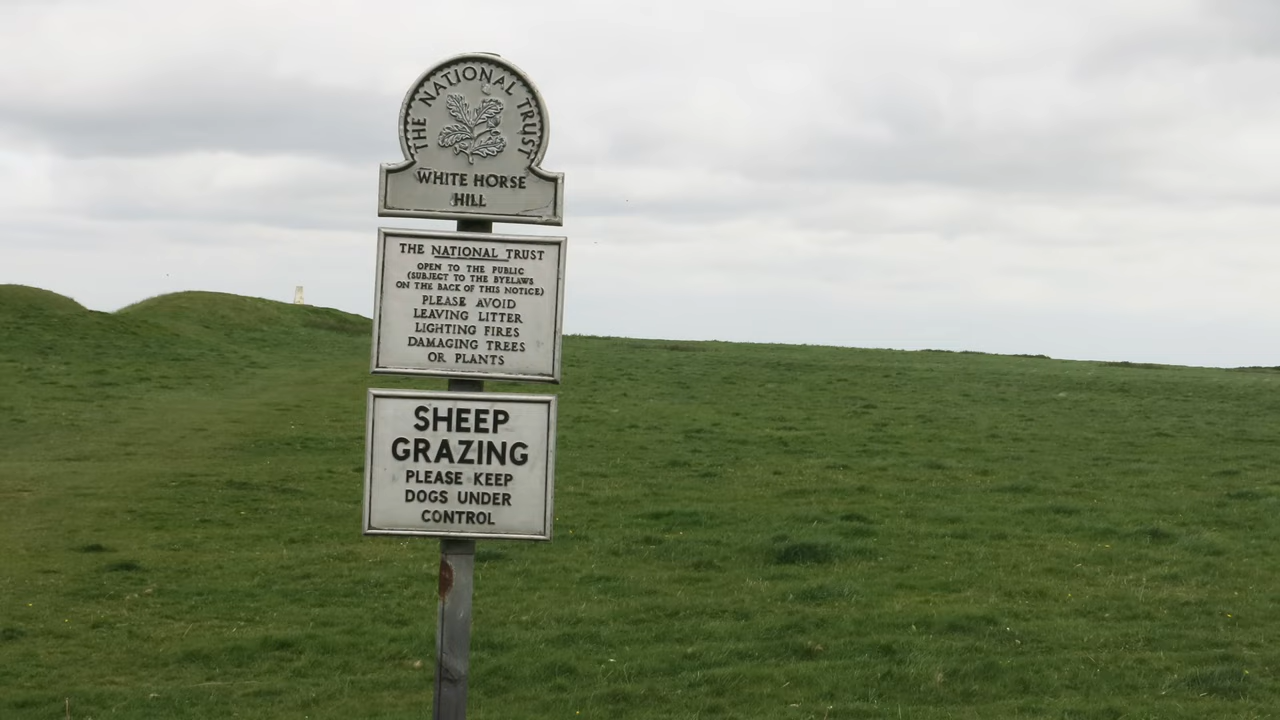 THE NATIONAL TRUST
WHITE HORSE
HILL
THE NATIONAL TRUST
OPEN TO THE PUBLIC
(SUBJECT TO THE BYELAWS
ON THE BACK OF THIS NOTICE)
PLEASE AVOID
LEAVING LITTER
LIGHTING FIRES
DAMAGING TREES
OR PLANTS
SHEEP
GRAZING
PLEASE KEEP
DOGS UNDER
CONTROL